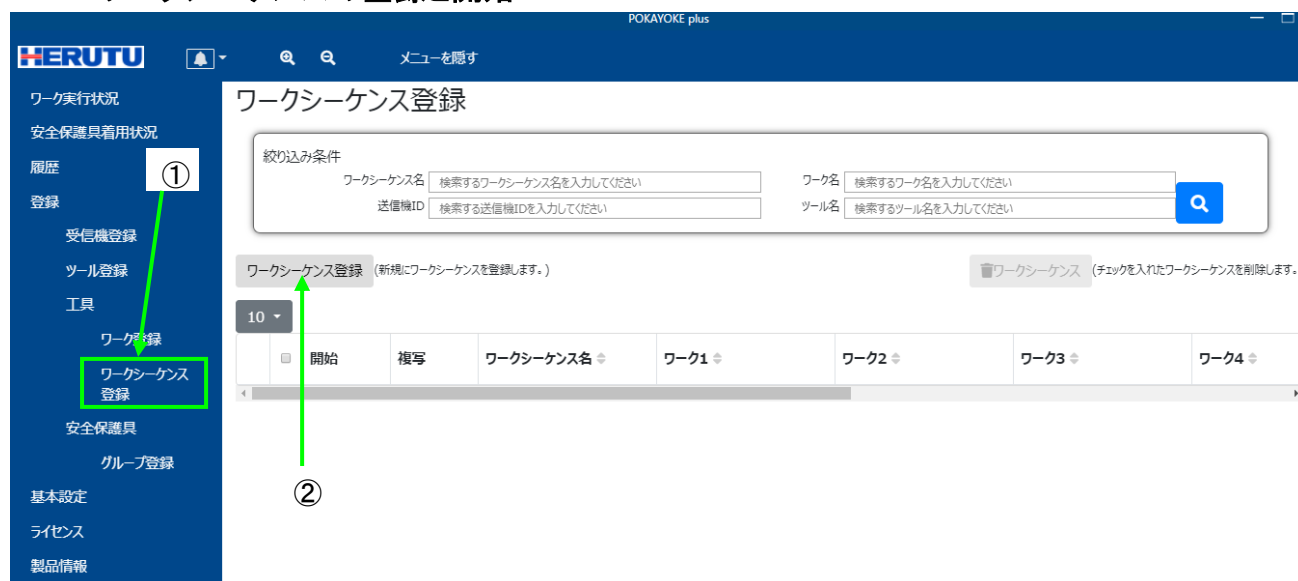 POKAYOKE plus
HERUTU
メニューを隠す
ワーク実行状況
安全保護具着用状況
履歴
①
登録
受信機登録
ツール登録
工具
ワーク登録
ワークシーケンス
登録
安全保護具
グループ登録
基本設定
ライセンス
製品情報
ワークシーケンス登録
絞り込み条件
ワークシーケンス名 検索するワークシーケンス名を入力してください ワーク名 検索するワーク名を入力してください
送信機ID 検索する送信機IDを入力してください ツール名 検索するツール名を入力してください
ワークシーケンス登録 (新規にワークシーケンスを登録します。) ワークシーケンス (チェックを入れたワークシーケンスを削除します。
10
開始 複写 ワークシーケンス名 ワーク1 ワーク2 ワーク3 ワーク4
②